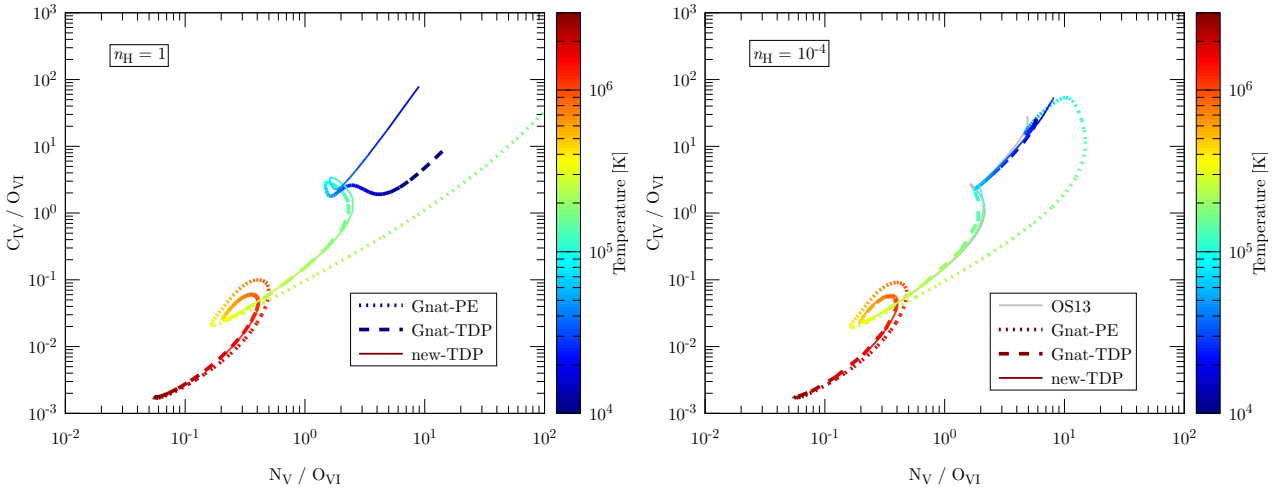 10^3
10^2
10^1
10^0
10^-1
10^-2
10^-3
C_IV / O_VI
n_H = 1
Gnat-PE
Gnat-TDP
new-TDP
10^-2
10^-1
10^0
10^1
10^2
N_V / O_VI
10^6
10^5
10^4
Temperature [K]
10^3
10^2
10^1
10^0
10^-1
10^-2
10^-3
C_IV / O_VI
n_H = 10^-4
OS13
Gnat-PE
Gnat-TDP
new-TDP
10^-2
10^-1
10^0
10^1
10^2
N_V / O_VI
10^6
10^5
10^4
Temperature [K]